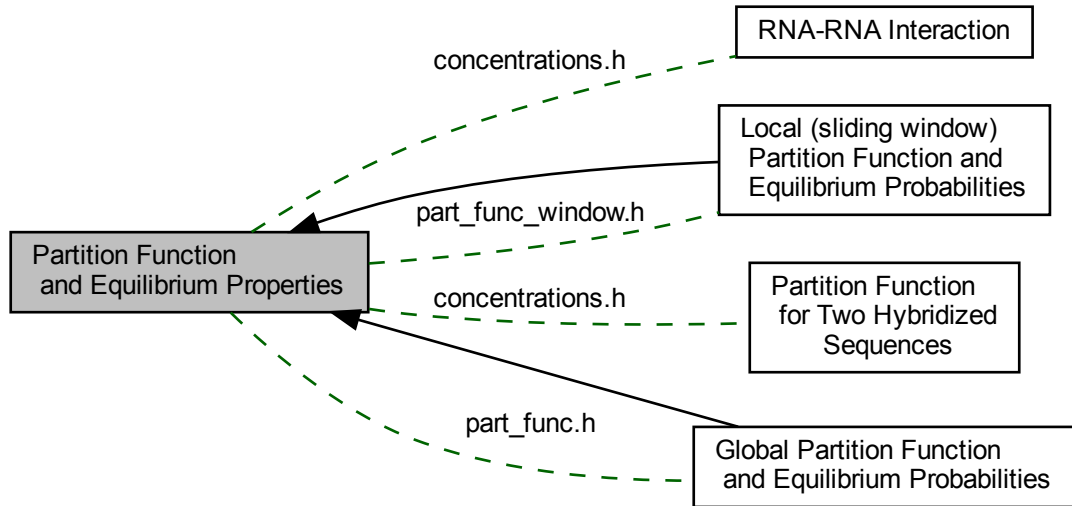 RNA-RNA Interaction
concentrations.h
Local (sliding window)
Partition Function and
Equilibrium Probabilities
part_func_window.h
Partition Function
and Equilibrium Properties
concentrations.h
Partition Function
for Two Hybridized
Sequences
part_func.h
Global Partition Function
and Equilibrium Probabilities